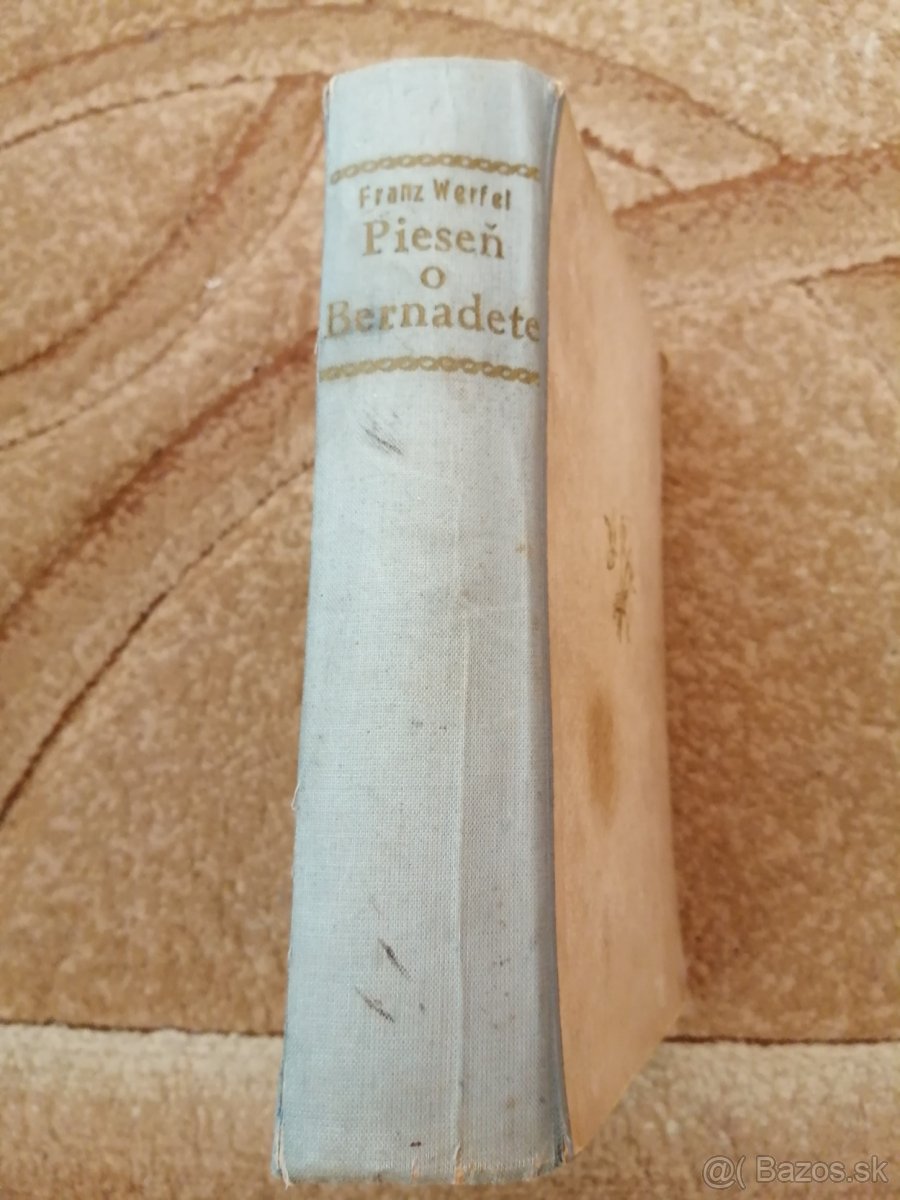 Franz Werfel
Pieseň
o
Bernadete
@( Bazos.sk